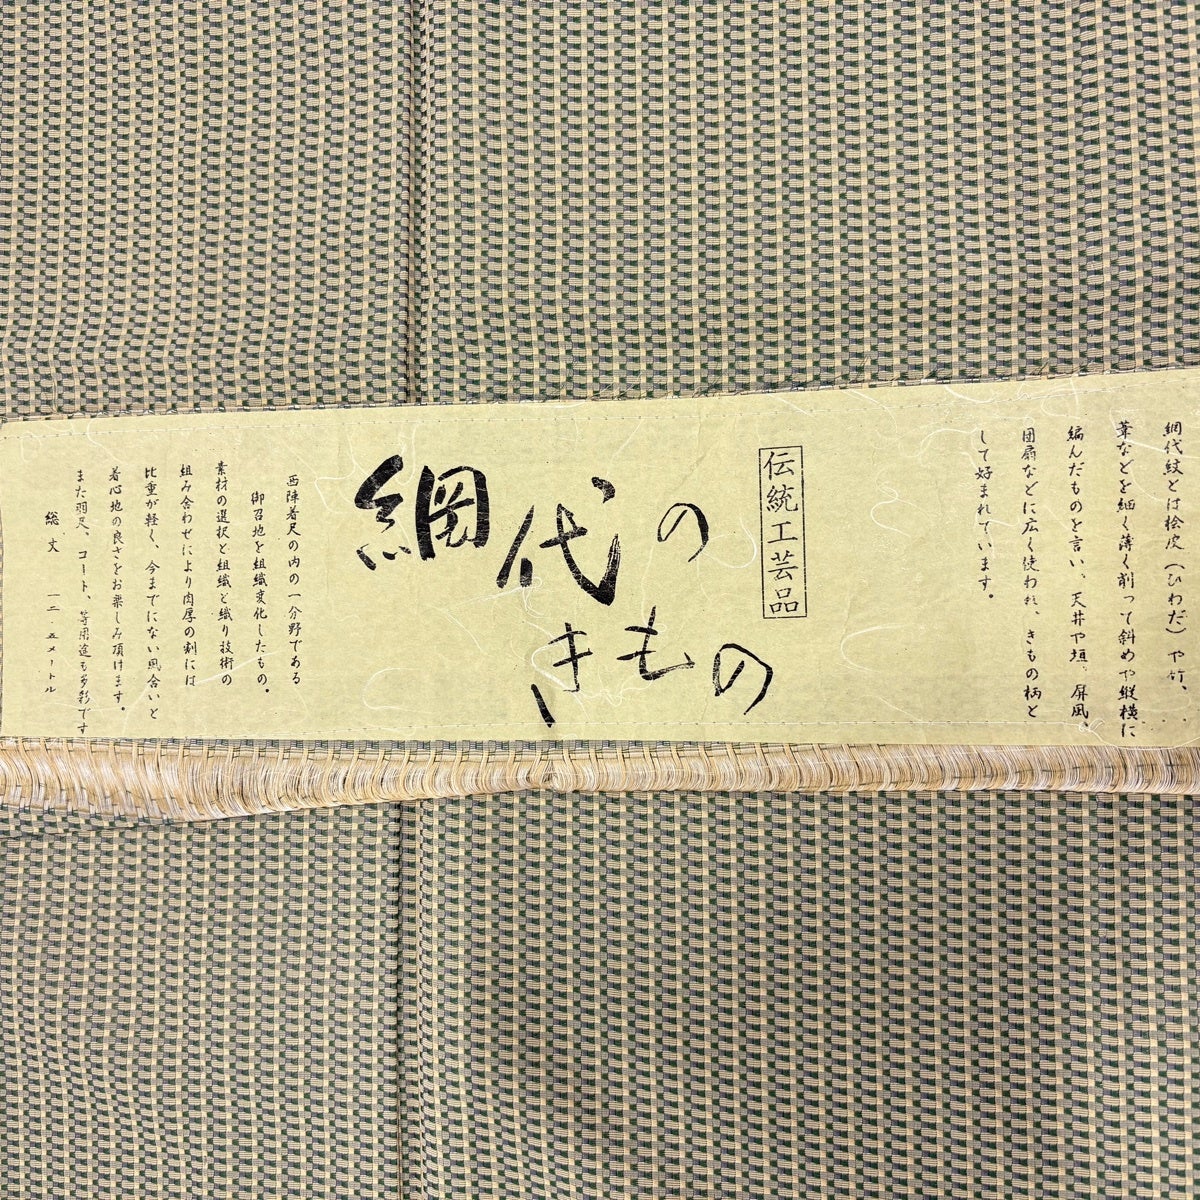 網代紋とは桧皮（ひわだ）や竹、
葦などを細く薄く削って斜めや縦横に
編んだものを言い、天井や垣、屏風、
団扇などに広く使われ、きもの柄と
して好まれています。
伝統工芸品
網代の
きもの
西陣着尺の内の一分野である
御召地を組織変化したもの。
素材の選択と組織と織り技術の
組み合わせにより肉厚の割には
比重が軽く、今までにない風合いと
着心地の良さをお楽しみ頂けます。
また羽尺、コート、等用途も多彩です
総丈 一二.五メートル